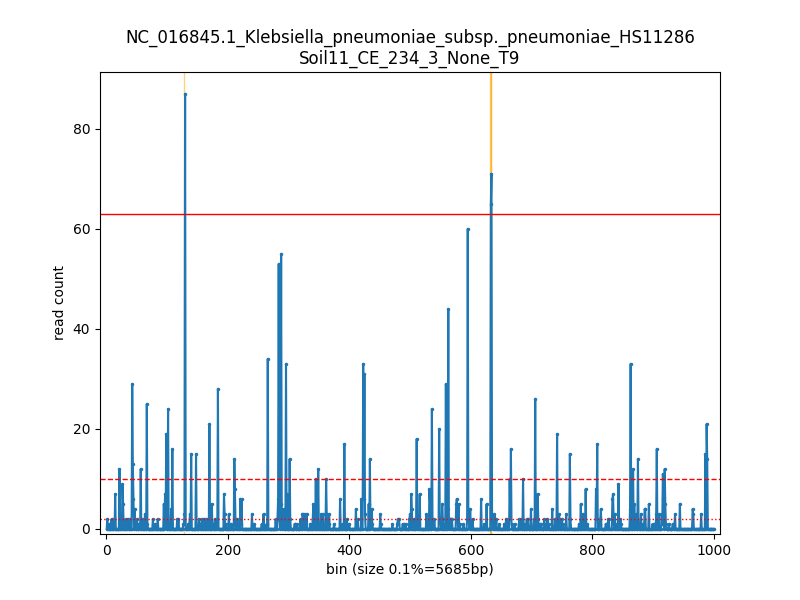 NC_016845.1_Klebsiella_pneumoniae_subsp._pneumoniae_HS11286
Soil11_CE_234_3_None_T9
80
60
40
20
0
read count
0 200 400 600 800 1000
bin (size 0.1%=5685bp)